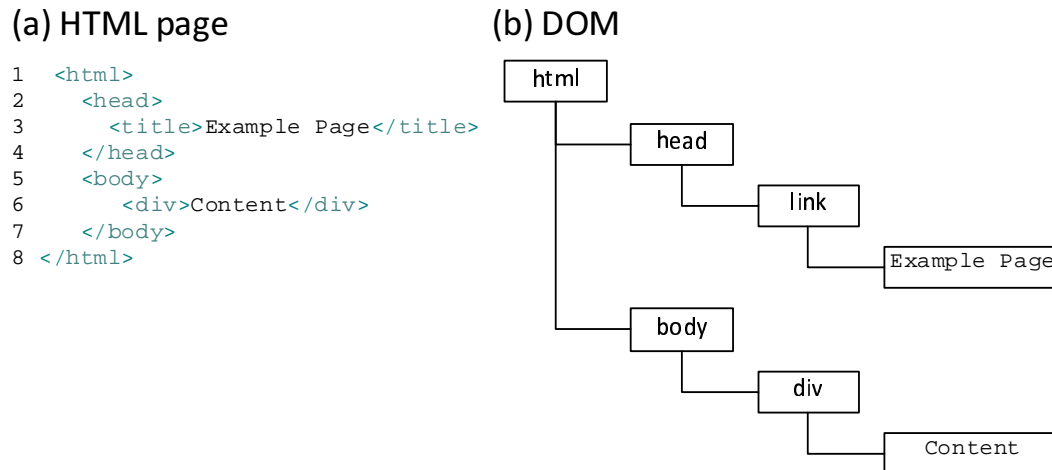 (a) HTML page
1 <html>
2 <head>
3 <title>Example Page</title>
4 </head>
5 <body>
6 <div>Content</div>
7 </body>
8 </html>
(b) DOM
html
head
link
Example Page
body
div
Content